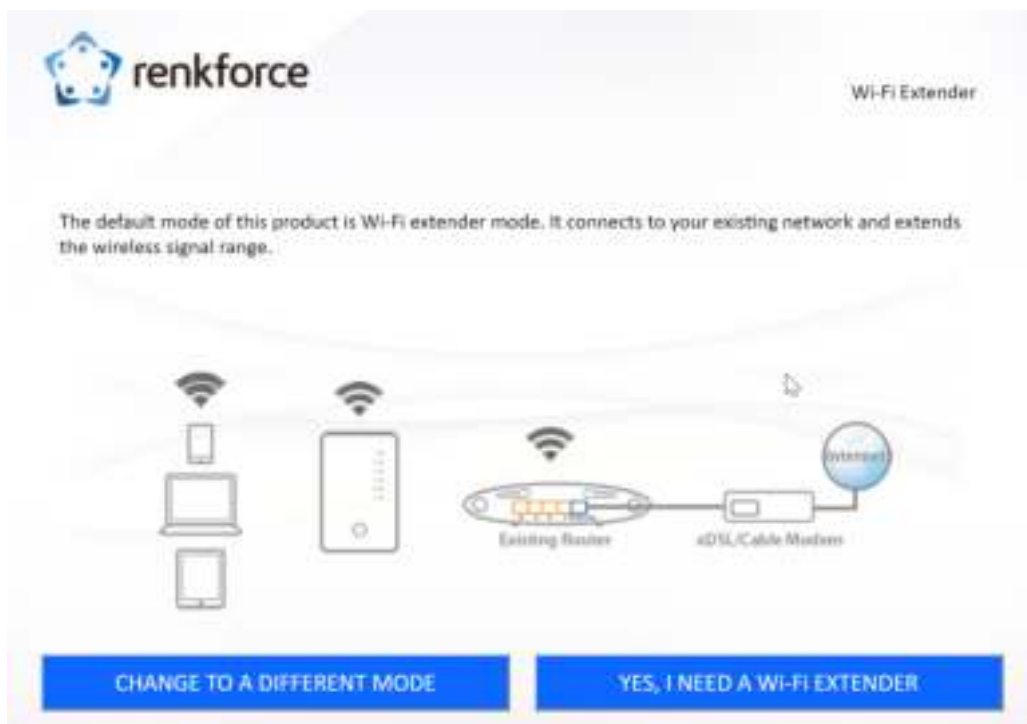 renkforce
Wi-Fi Extender
The default mode of this product is Wi-Fi extender mode. It connects to your existing network and extends
the wireless signal range.
Internet
Existing Router
xDSL/Cable Modem
CHANGE TO A DIFFERENT MODE
YES, I NEED A WI-FI EXTENDER